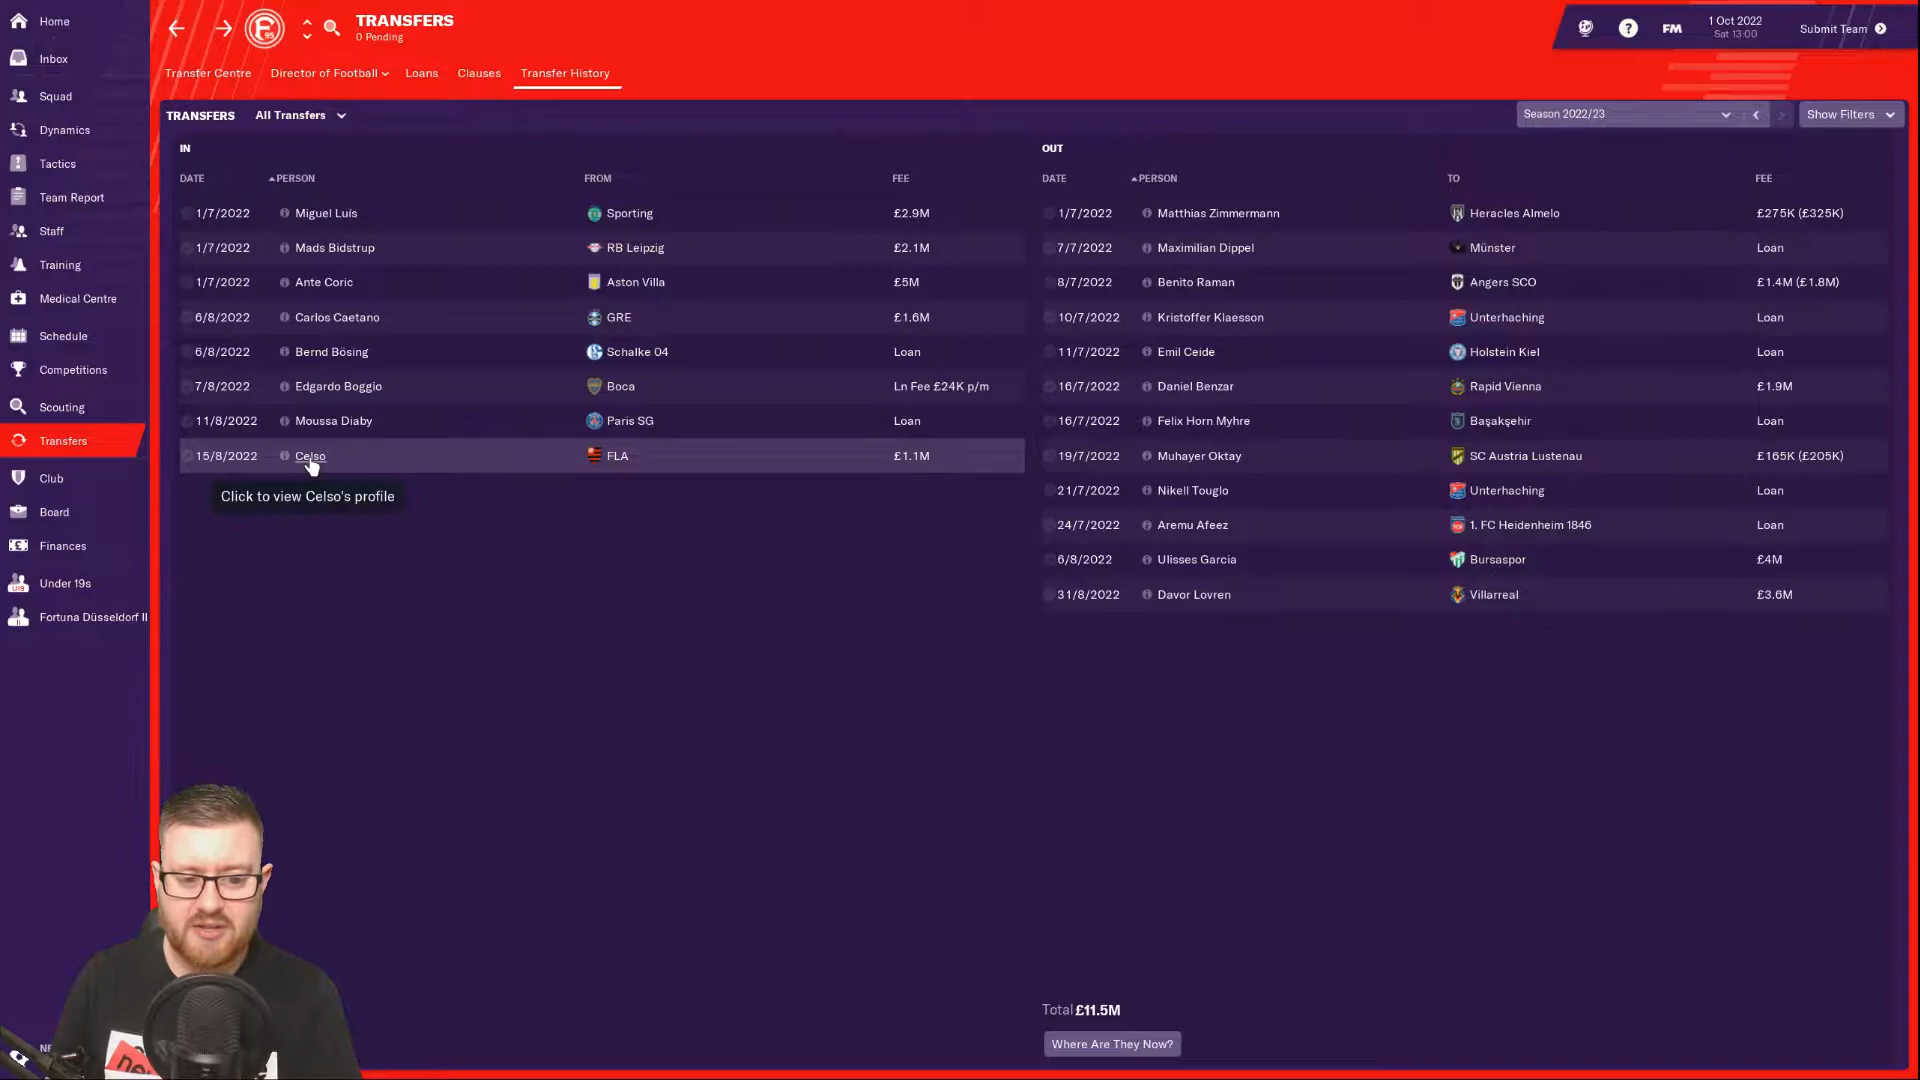 Home
Inbox
Squad
Dynamics
Tactics
Team Report
Staff
Training
Medical Centre
Schedule
Competitions
Scouting
Transfers
Club
Board
Finances
Under 19s
Fortuna Düsseldorf II
TRANSFERS
0 Pending
FM
1 Oct 2022
Sat 13:00
Submit Team
Transfer Centre Director of Football Loans Clauses Transfer History
TRANSFERS All Transfers
Season 2022/23
Show Filters
IN
DATE PERSON FROM FEE
1/7/2022 Miguel Luís Sporting £2.9M
1/7/2022 Mads Bidstrup RB Leipzig £2.1M
1/7/2022 Ante Coric Aston Villa £5M
6/8/2022 Carlos Caetano GRE £1.6M
6/8/2022 Bernd Bösing Schalke 04 Loan
7/8/2022 Edgardo Boggio Boca Ln Fee £24K p/m
11/8/2022 Moussa Diaby Paris SG Loan
15/8/2022 Celso FLA £1.1M
Click to view Celso's profile
OUT
DATE PERSON TO FEE
1/7/2022 Matthias Zimmermann Heracles Almelo £275K (£325K)
7/7/2022 Maximilian Dippel Münster Loan
8/7/2022 Benito Raman Angers SCO £1.4M (£1.8M)
10/7/2022 Kristoffer Klaesson Unterhaching Loan
11/7/2022 Emil Ceide Holstein Kiel Loan
16/7/2022 Daniel Benzar Rapid Vienna £1.9M
16/7/2022 Felix Horn Myhre Başakşehir Loan
19/7/2022 Muhayer Oktay SC Austria Lustenau £165K (£205K)
21/7/2022 Nikell Touglo Unterhaching Loan
24/7/2022 Aremu Afeez 1. FC Heidenheim 1846 Loan
6/8/2022 Ulisses Garcia Bursaspor £4M
31/8/2022 Davor Lovren Villarreal £3.6M
Total £11.5M
Where Are They Now?